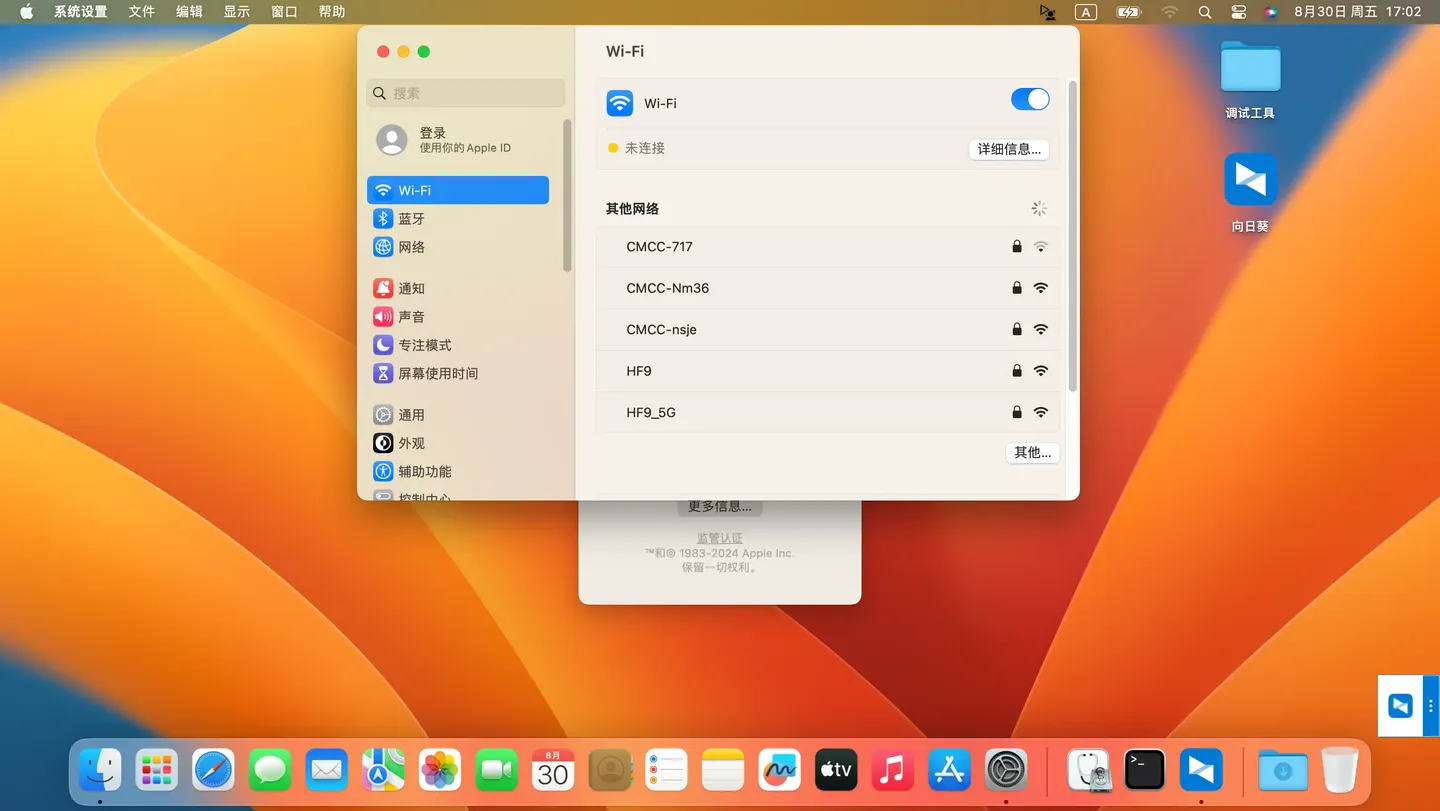 系统设置 文件 编辑 显示 窗口 帮助 A 8月30日 周五 17:02
搜索
登录
使用你的 Apple ID
Wi-Fi
蓝牙
网络
通知
声音
专注模式
屏幕使用时间
通用
外观
辅助功能
控制中心
Wi-Fi
Wi-Fi
未连接 详细信息...
其他网络
CMCC-717
CMCC-Nm36
CMCC-nsje
HF9
HF9_5G
其他...
更多信息...
监管认证
™和© 1983-2024 Apple Inc.
保留一切权利。
调试工具
向日葵
8月
30
tv
>_